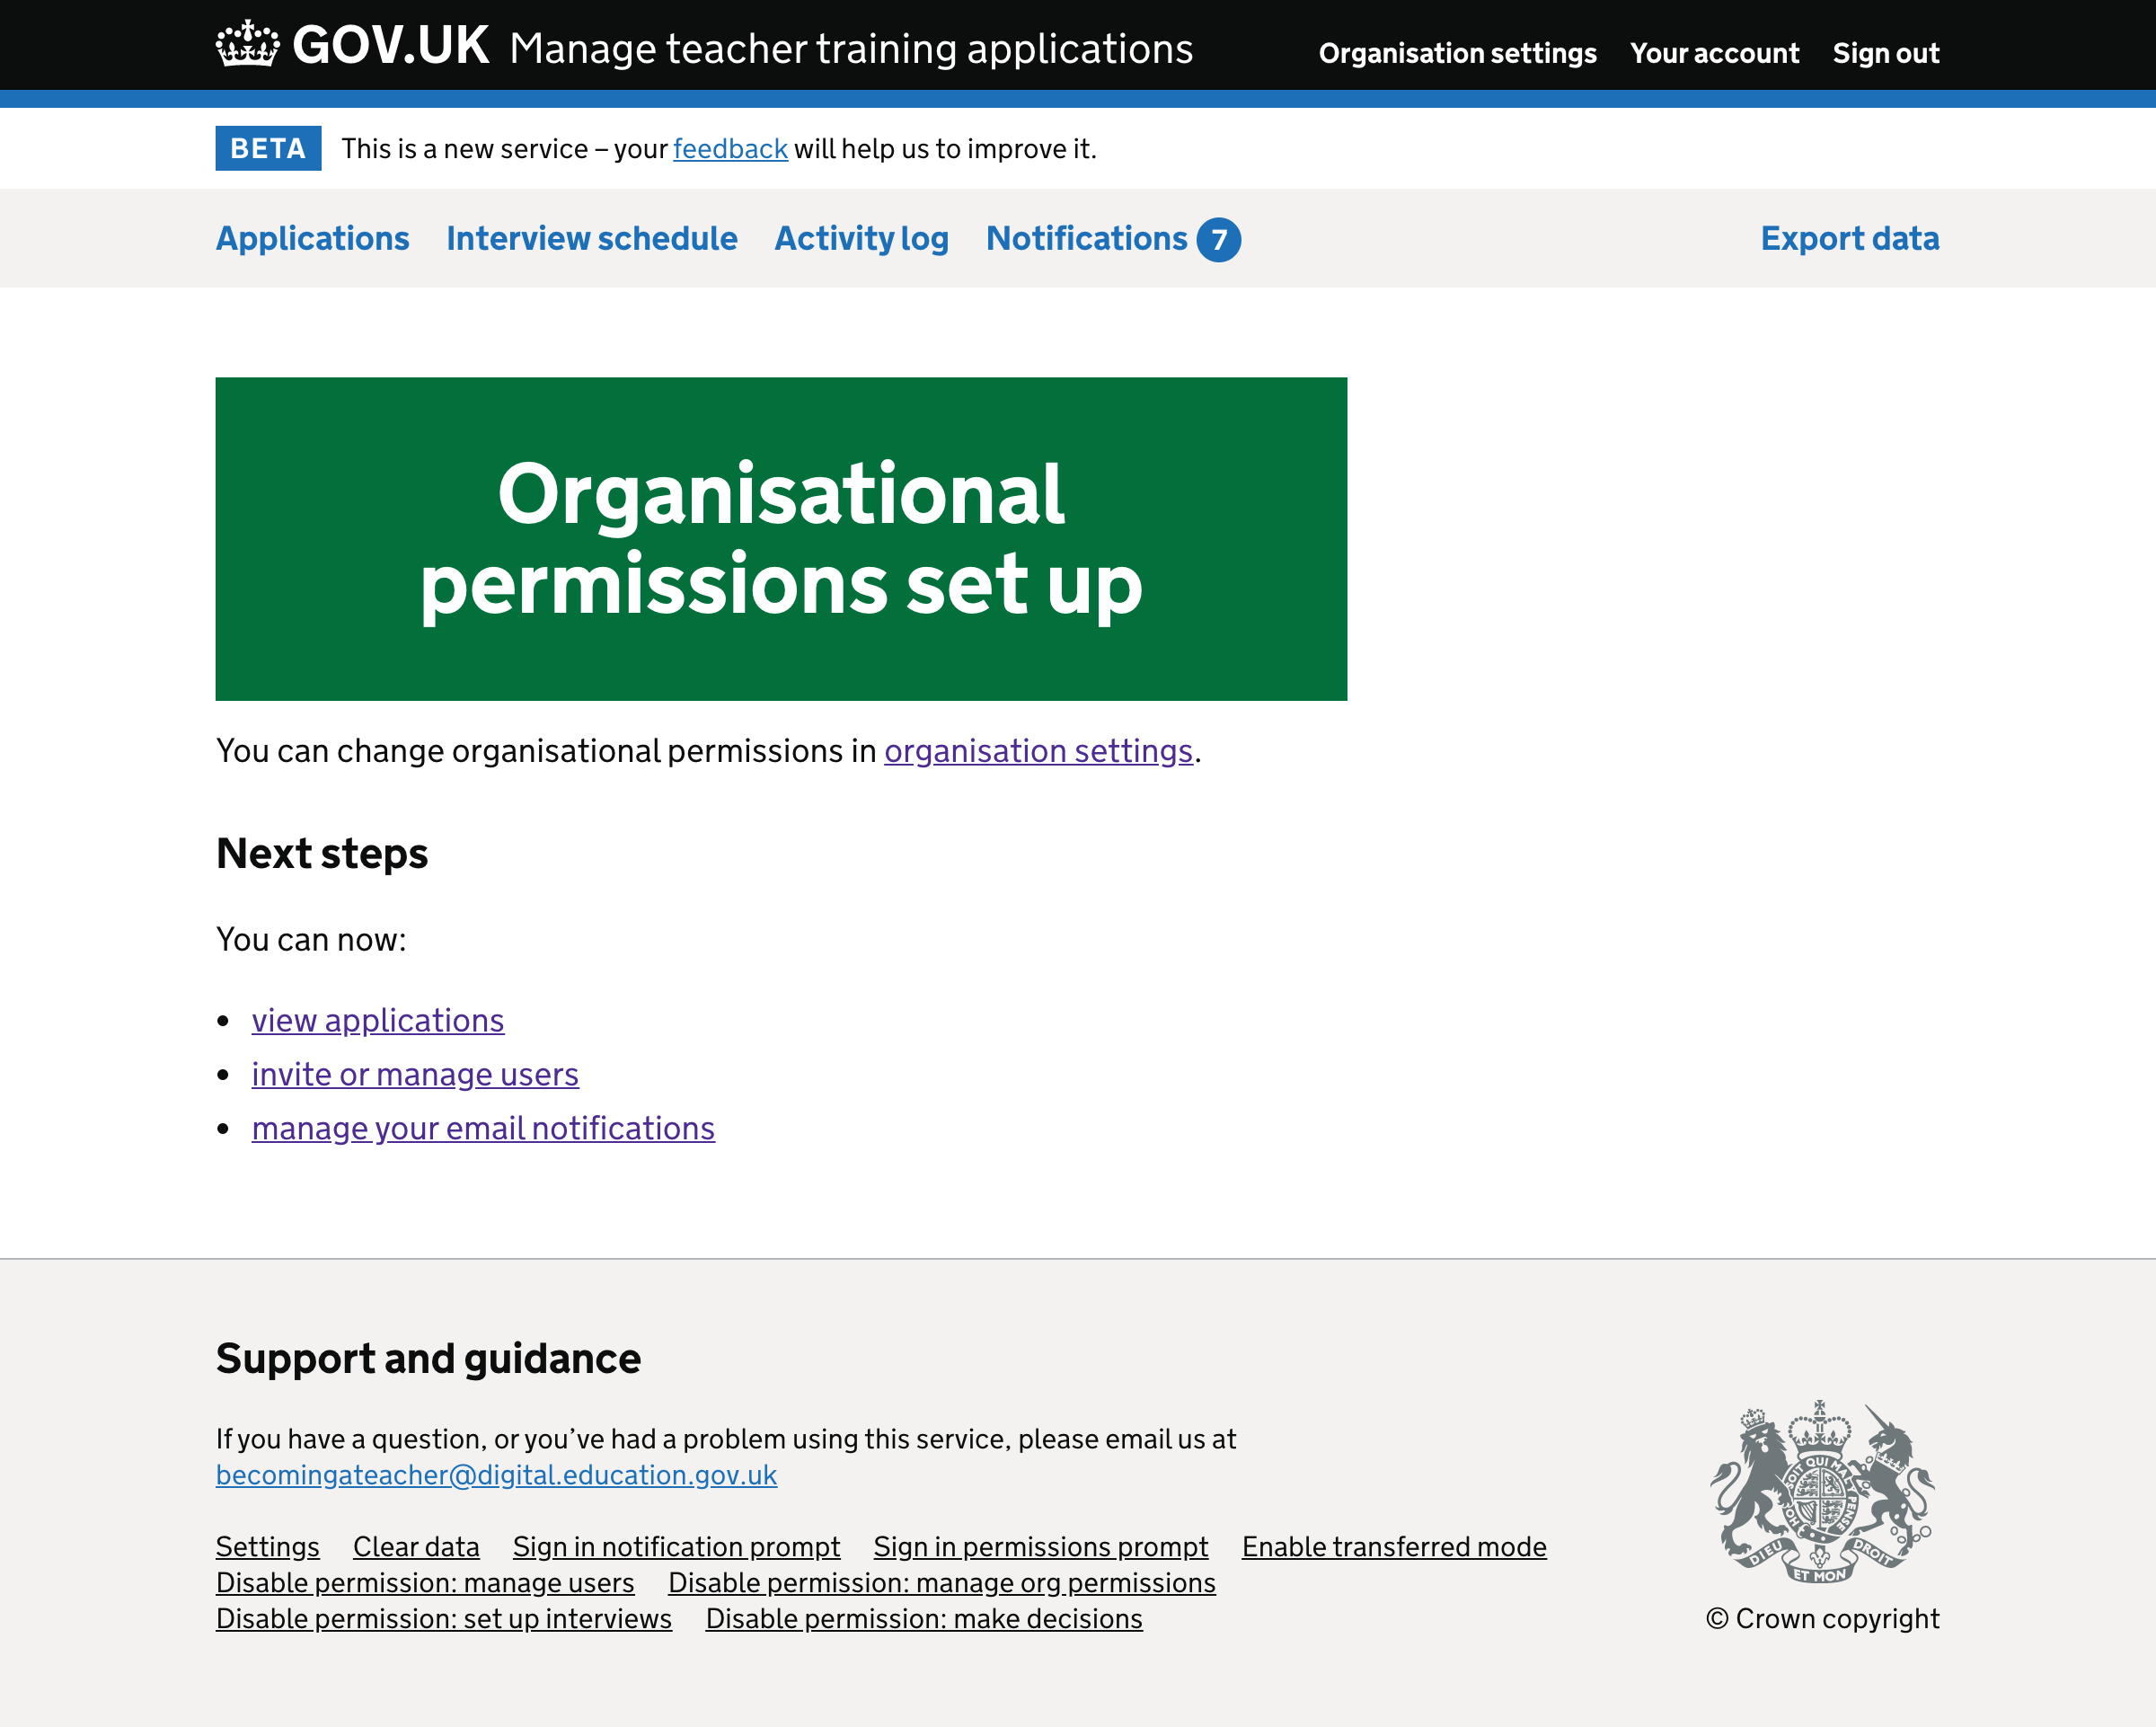 GOV.UK Manage teacher training applications Organisation settings Your account Sign out
BETA This is a new service – your feedback will help us to improve it.
Applications Interview schedule Activity log Notifications 7 Export data
Organisational
permissions set up
You can change organisational permissions in organisation settings.
Next steps
You can now:
• view applications
• invite or manage users
• manage your email notifications
Support and guidance
If you have a question, or you’ve had a problem using this service, please email us at
becomingateacher@digital.education.gov.uk
Settings Clear data Sign in notification prompt Sign in permissions prompt Enable transferred mode
Disable permission: manage users Disable permission: manage org permissions
Disable permission: set up interviews Disable permission: make decisions
DIEU ET MON DROIT
© Crown copyright